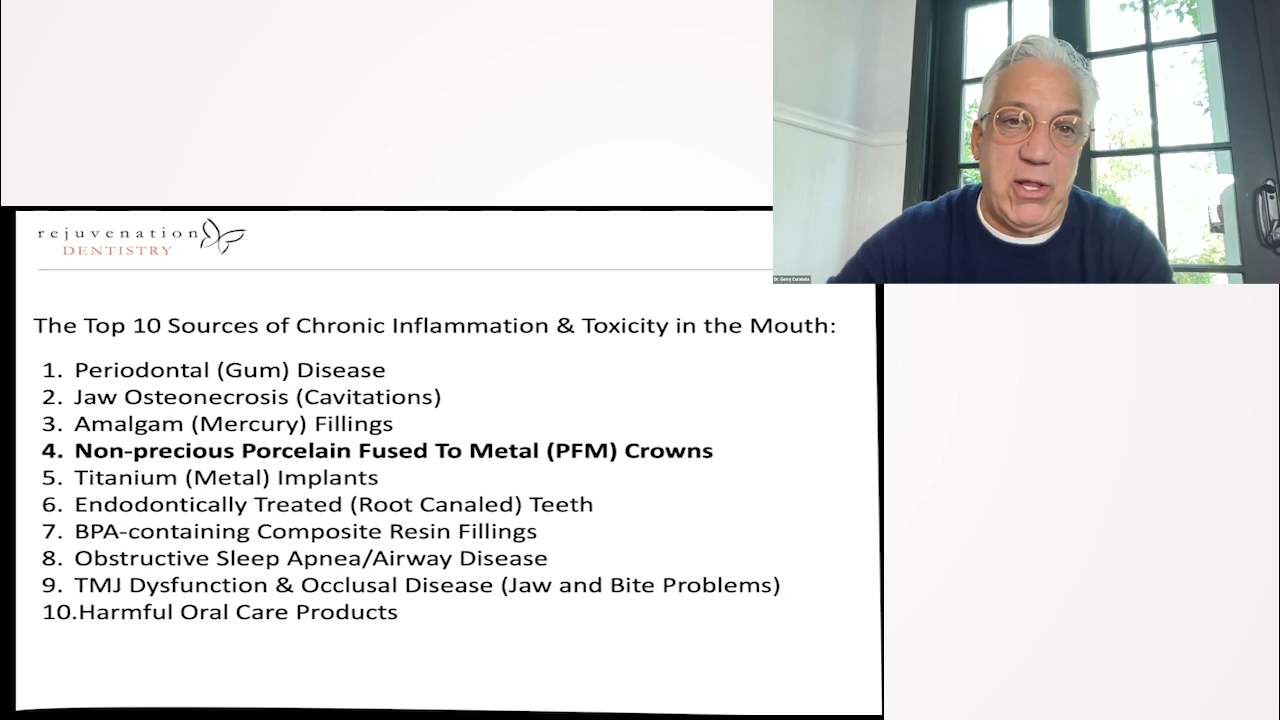 rejuvenation
DENTISTRY
The Top 10 Sources of Chronic Inflammation & Toxicity in the Mouth:
1. Periodontal (Gum) Disease
2. Jaw Osteonecrosis (Cavitations)
3. Amalgam (Mercury) Fillings
4. Non-precious Porcelain Fused To Metal (PFM) Crowns
5. Titanium (Metal) Implants
6. Endodontically Treated (Root Canaled) Teeth
7. BPA-containing Composite Resin Fillings
8. Obstructive Sleep Apnea/Airway Disease
9. TMJ Dysfunction & Occlusal Disease (Jaw and Bite Problems)
10.Harmful Oral Care Products
Dr. Gerry Curatola